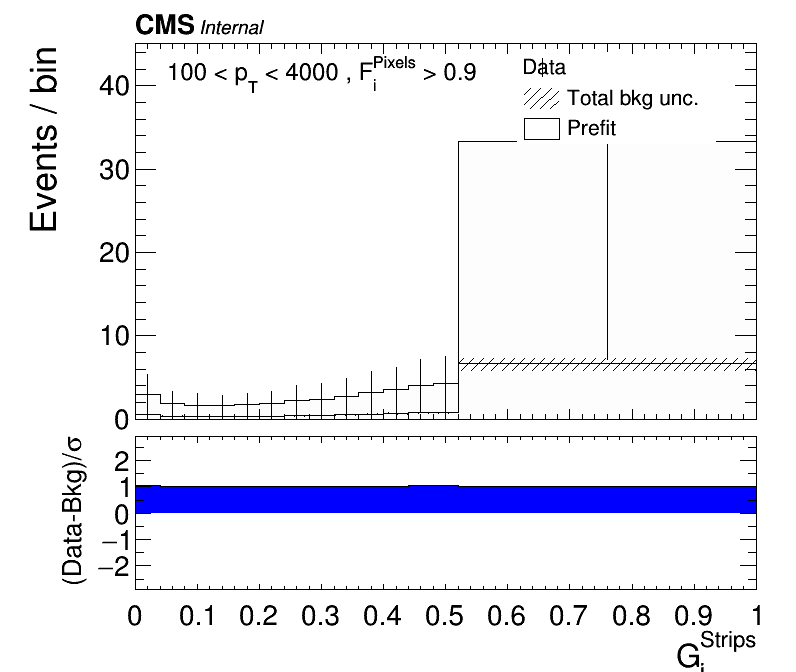 CMS Internal
100 < p_T < 4000 , F_i^Pixels > 0.9
Data
Total bkg unc.
Prefit
Events / bin
40
30
20
10
0
(Data-Bkg)/σ
2
1
0
−1
−2
0 0.1 0.2 0.3 0.4 0.5 0.6 0.7 0.8 0.9 1
G_i^Strips